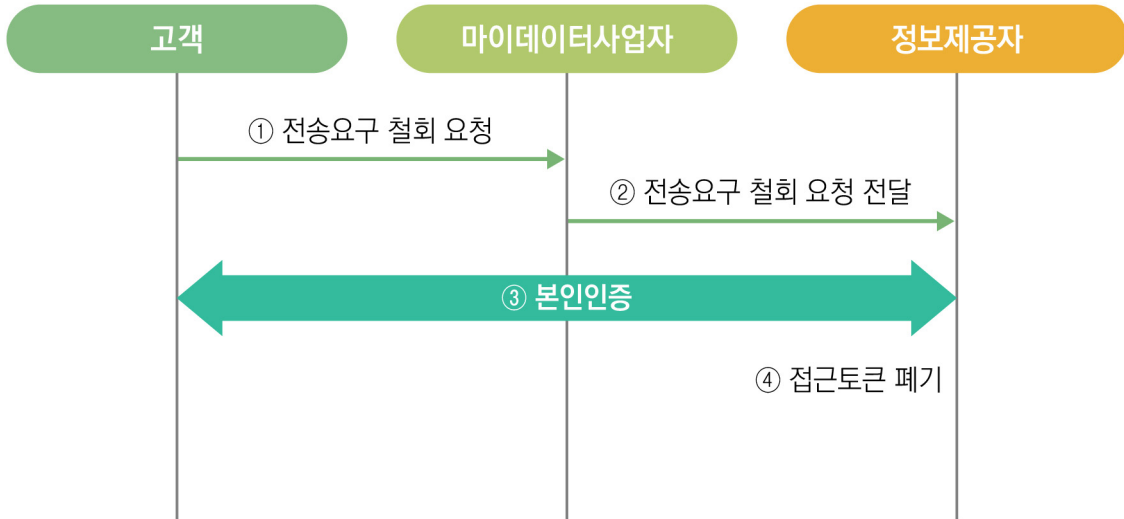 고객
마이데이터사업자
정보제공자
① 전송요구 철회 요청
② 전송요구 철회 요청 전달
③ 본인인증
④ 접근토큰 폐기